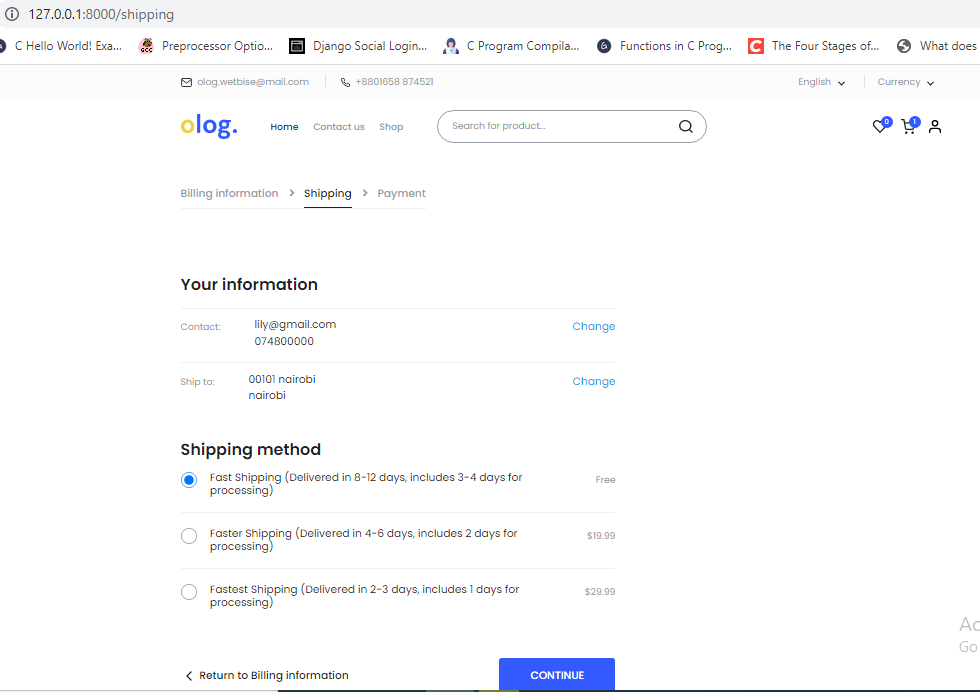 127.0.0.1:8000/shipping
C Hello World! Exa... Preprocessor Optio... Django Social Login... C Program Compila... Functions in C Prog... The Four Stages of... What does
GCC
olog.wetbise@mail.com +8801658 874521 English Currency
olog. Home Contact us Shop Search for product... 0 1
Billing information > Shipping > Payment
Your information
Contact: lily@gmail.com Change
074800000
Ship to: 00101 nairobi Change
nairobi
Shipping method
Fast Shipping (Delivered in 8-12 days, includes 3-4 days for Free
processing)
Faster Shipping (Delivered in 4-6 days, includes 2 days for $19.99
processing)
Fastest Shipping (Delivered in 2-3 days, includes 1 days for $29.99
processing)
Ac
Go
Return to Billing information CONTINUE